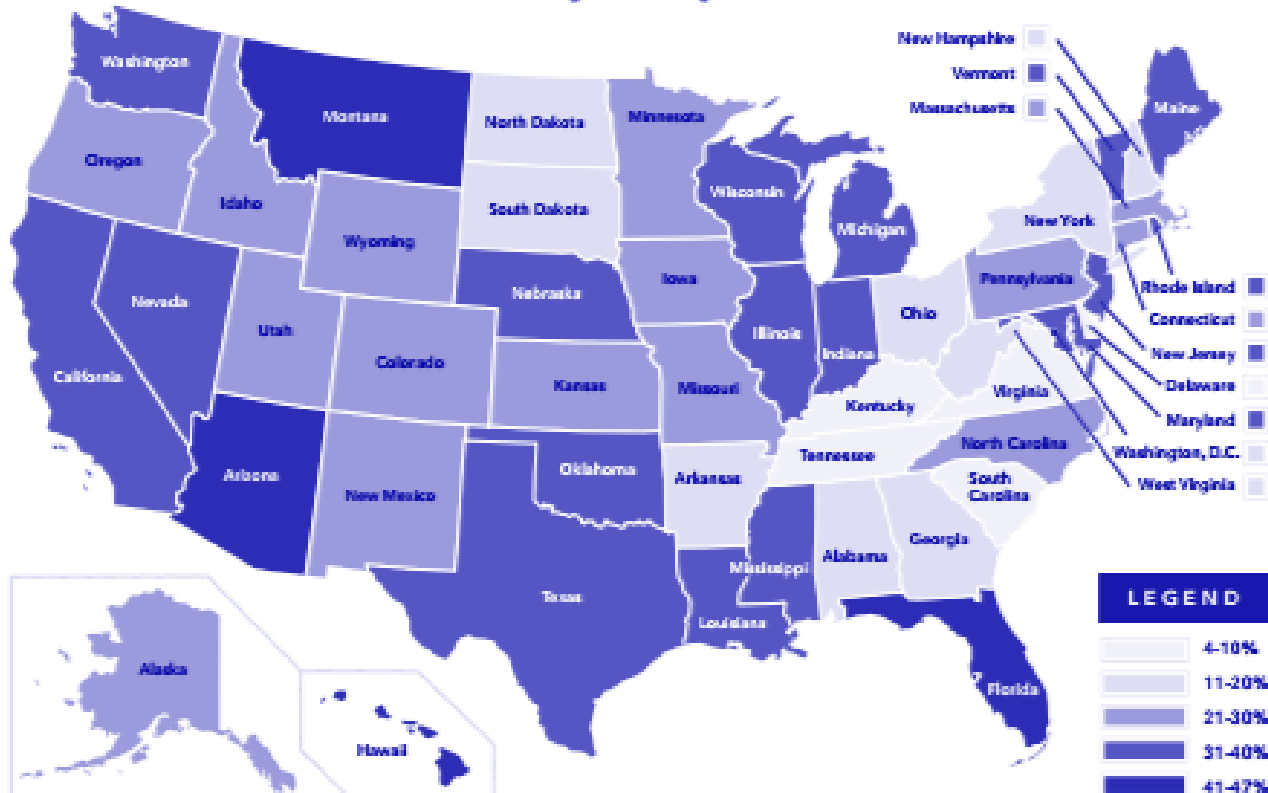 New Hampshire
Vermont
Massachusetts
Washington
Montana
North Dakota
Minnesota
Maine
Oregon
Idaho
South Dakota
Wisconsin
Michigan
New York
Wyoming
Nebraska
Iowa
Pennsylvania
Rhode Island
Nevada
Utah
Colorado
Kansas
Missouri
Illinois
Indiana
Ohio
Connecticut
New Jersey
Delaware
California
Kentucky
Virginia
Maryland
Oklahoma
Arkansas
Tennessee
North Carolina
Washington, D.C.
New Mexico
South
Carolina
West Virginia
Texas
Mississippi
Alabama
Georgia
Louisiana
LEGEND
Alaska
Florida
Hawaii
4-10%
11-20%
21-30%
31-40%
41-47%